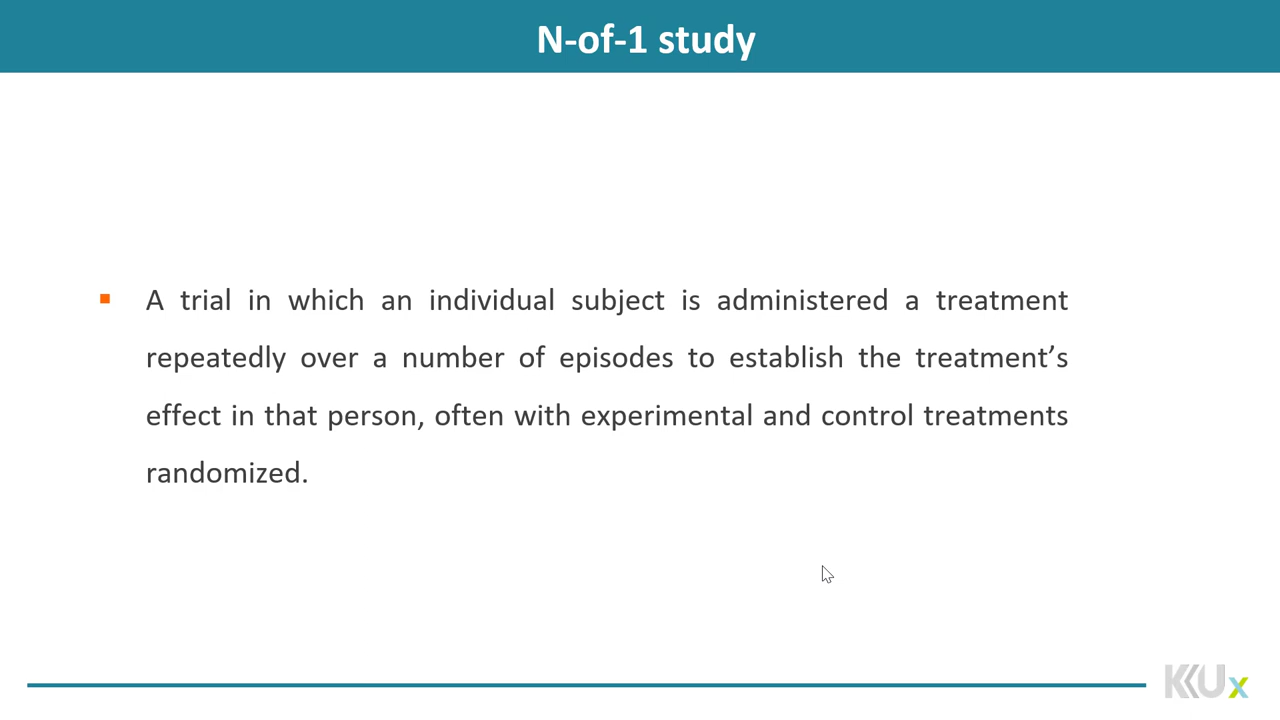 N-of-1 study
▪ A trial in which an individual subject is administered a treatment
repeatedly over a number of episodes to establish the treatment’s
effect in that person, often with experimental and control treatments
randomized.
KKUx